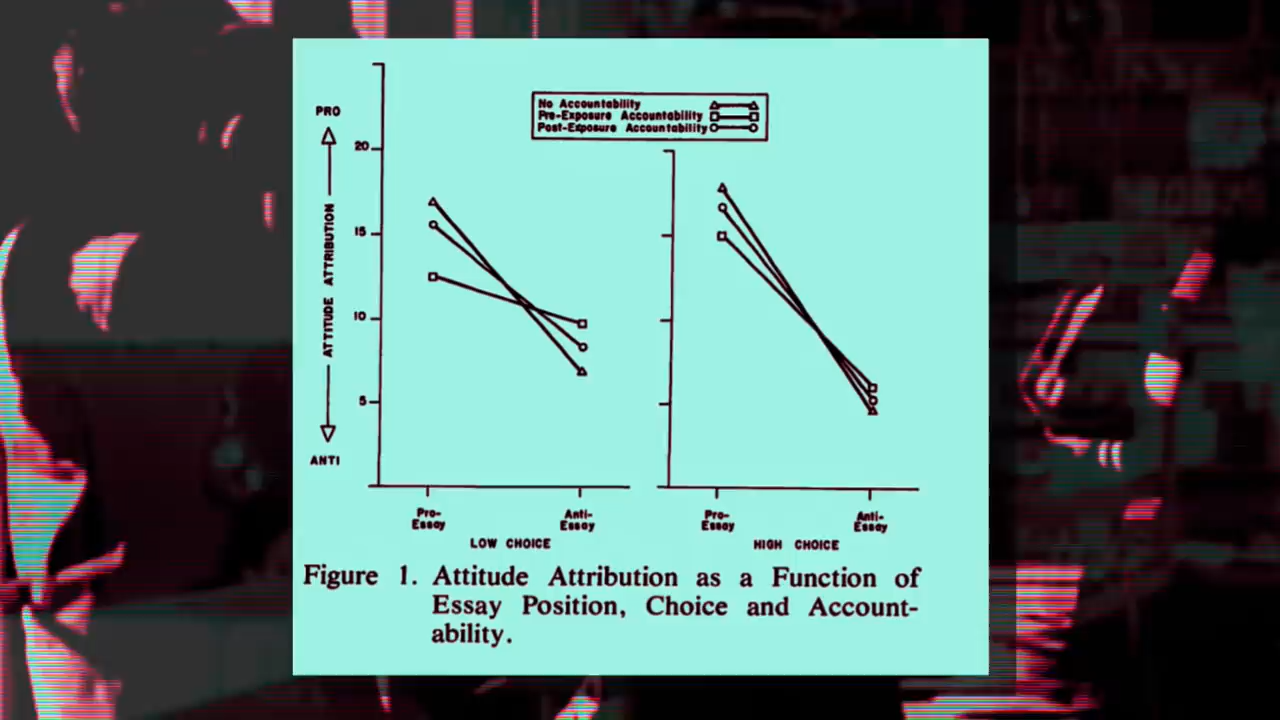 No Accountability
Pre-Exposure Accountability
Post-Exposure Accountability
PRO
ATTITUDE ATTRIBUTION
ANTI
20
15
10
5
Pro-
Essay
Anti-
Essay
LOW CHOICE
Pro-
Essay
Anti-
Essay
HIGH CHOICE
Figure 1. Attitude Attribution as a Function of
Essay Position, Choice and Account-
ability.